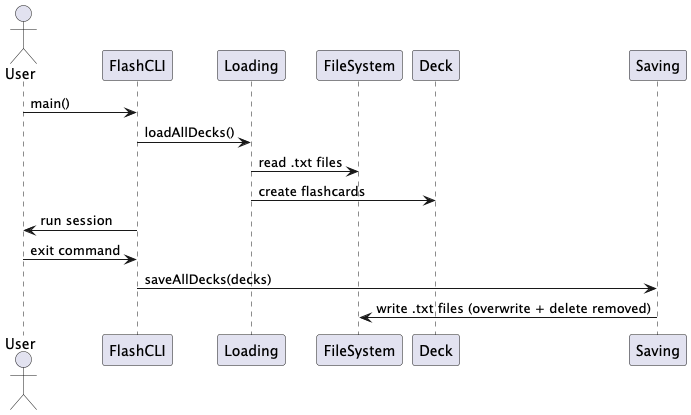 User
FlashCLI
Loading
FileSystem
Deck
Saving
main()
loadAllDecks()
read .txt files
create flashcards
run session
exit command
saveAllDecks(decks)
write .txt files (overwrite + delete removed)
User
FlashCLI
Loading
FileSystem
Deck
Saving